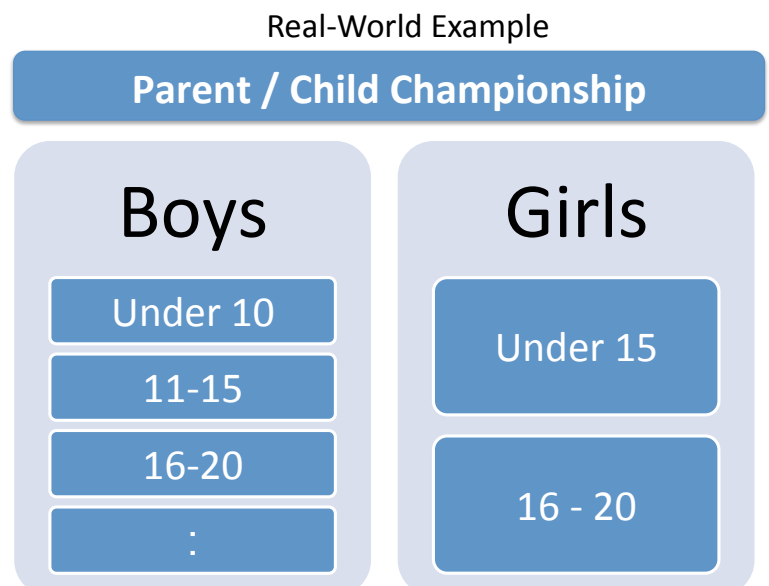 Real-World Example
Parent / Child Championship
Boys
Under 10
11-15
16-20
:
Girls
Under 15
16 - 20